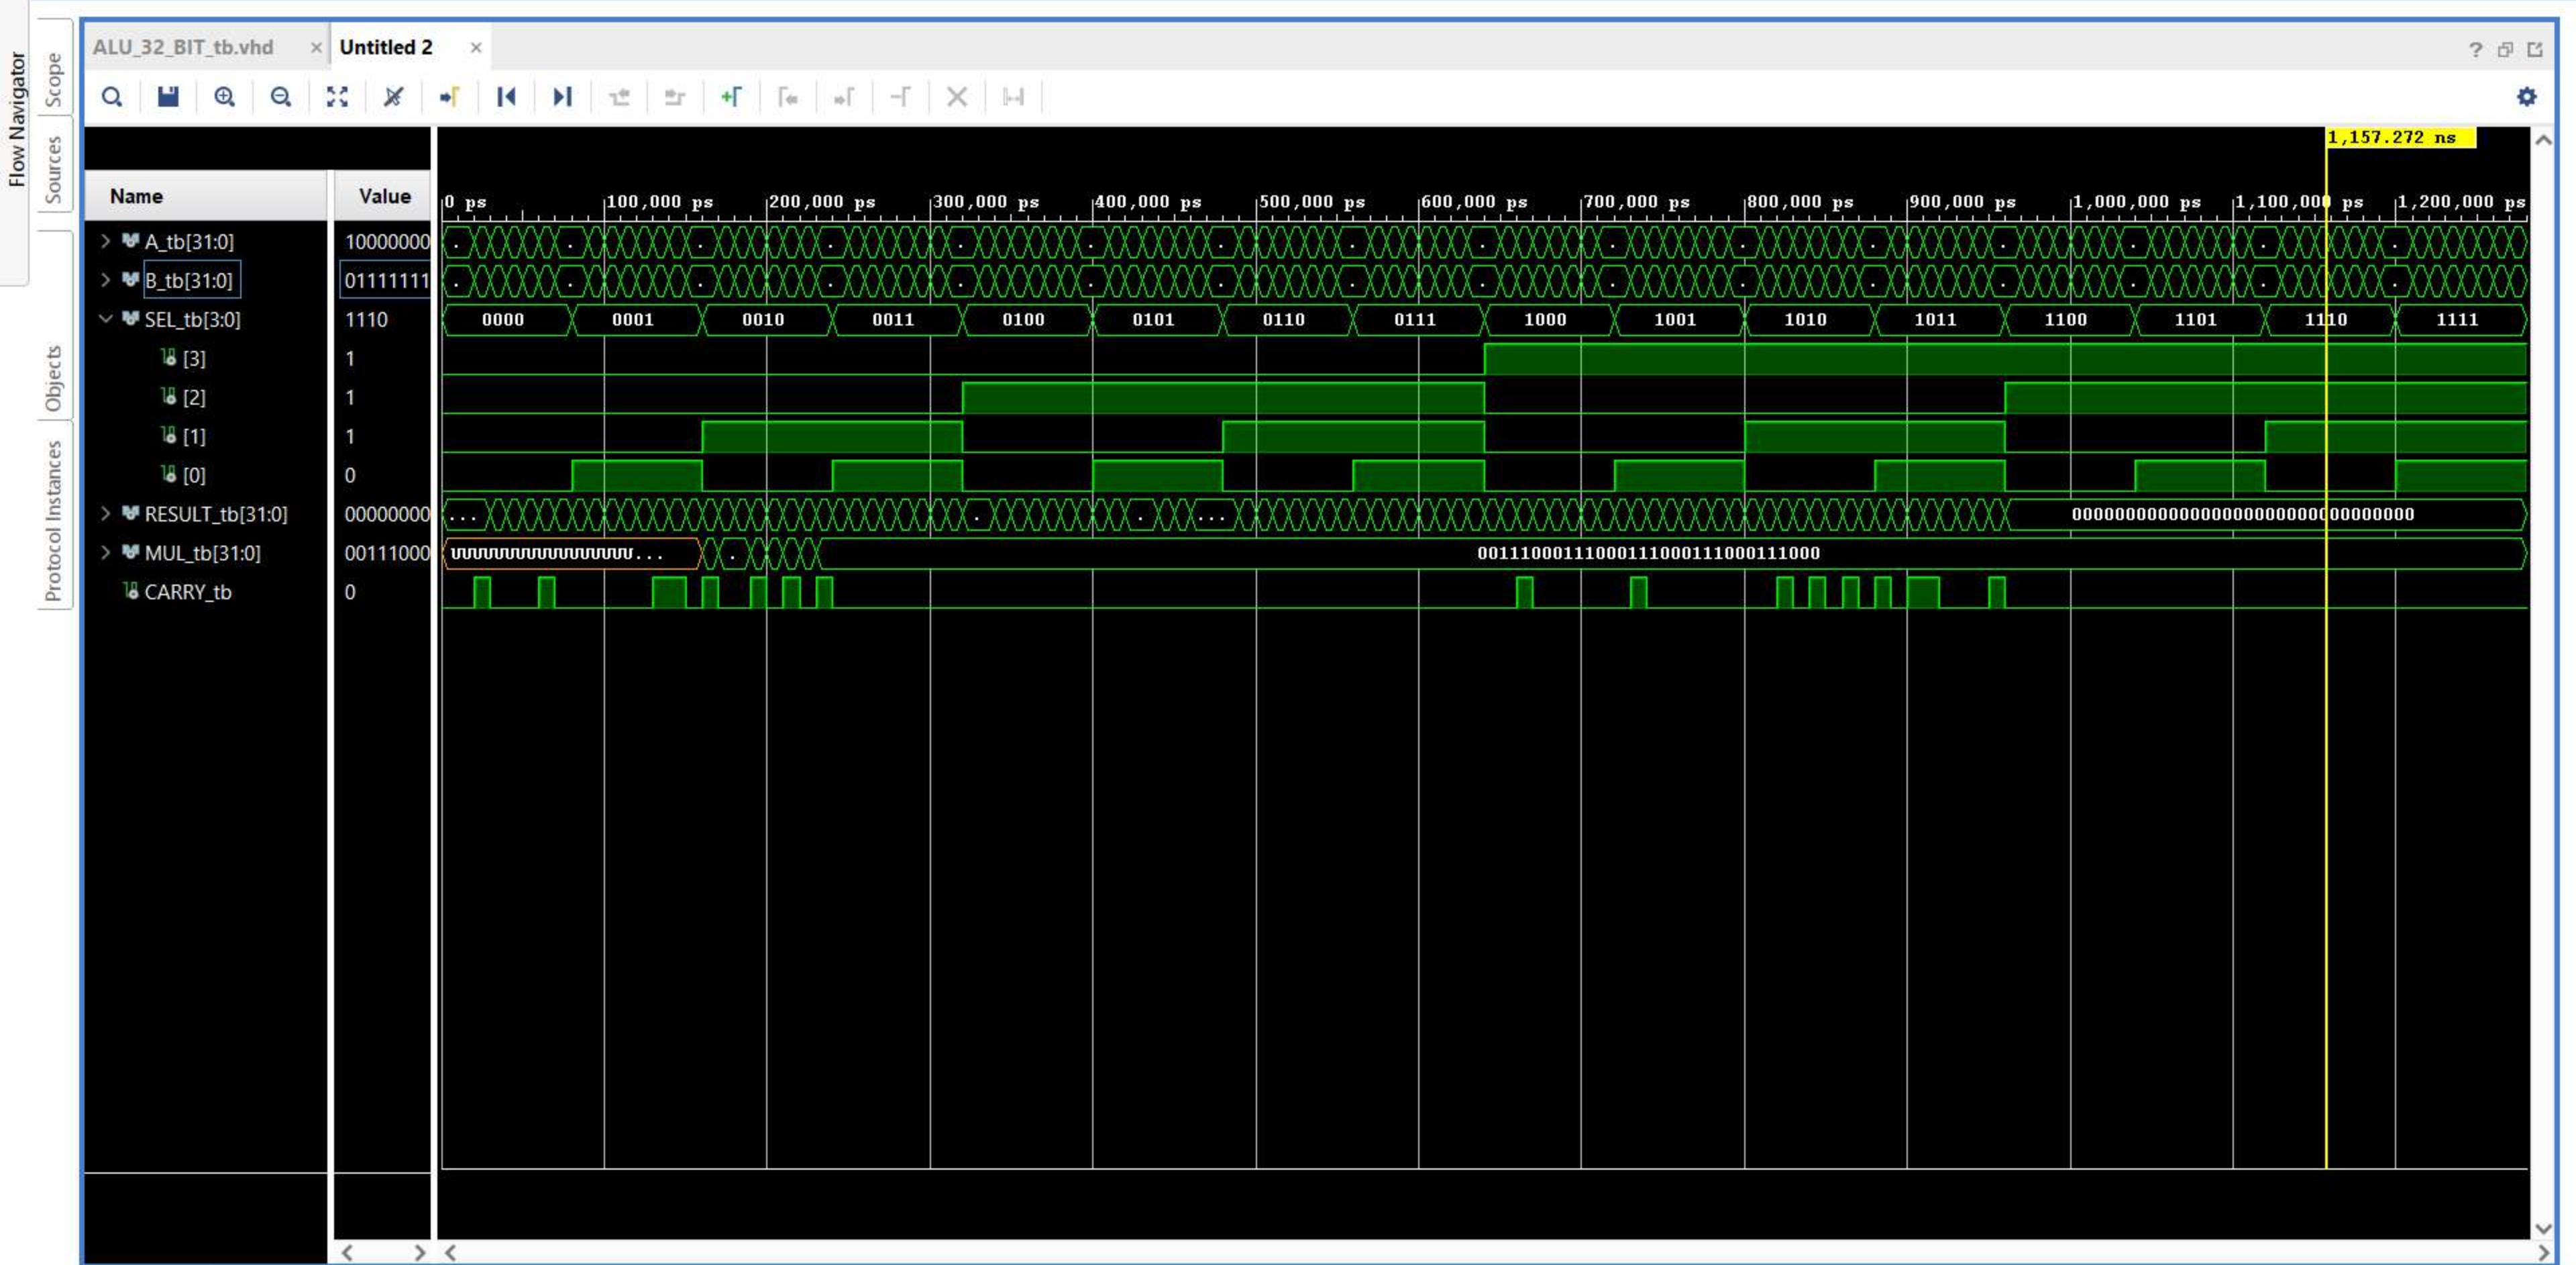 Flow Navigator
Scope
Sources
Objects
Protocol Instances
ALU_32_BIT_tb.vhd × Untitled 2 ×
?
1,157.272 ns
Name Value
0 ps 100,000 ps 200,000 ps 300,000 ps 400,000 ps 500,000 ps 600,000 ps 700,000 ps 800,000 ps 900,000 ps 1,000,000 ps 1,100,000 ps 1,200,000 ps
A_tb[31:0] 10000000
B_tb[31:0] 01111111
SEL_tb[3:0] 1110 0000 0001 0010 0011 0100 0101 0110 0111 1000 1001 1010 1011 1100 1101 1110 1111
[3] 1
[2] 1
[1] 1
[0] 0
RESULT_tb[31:0] 00000000 ... ... 00000000000000000000000000000000
MUL_tb[31:0] 00111000 UUUUUUUUUUUUUUUUU... 00111000111000111000111000111000
CARRY_tb 0